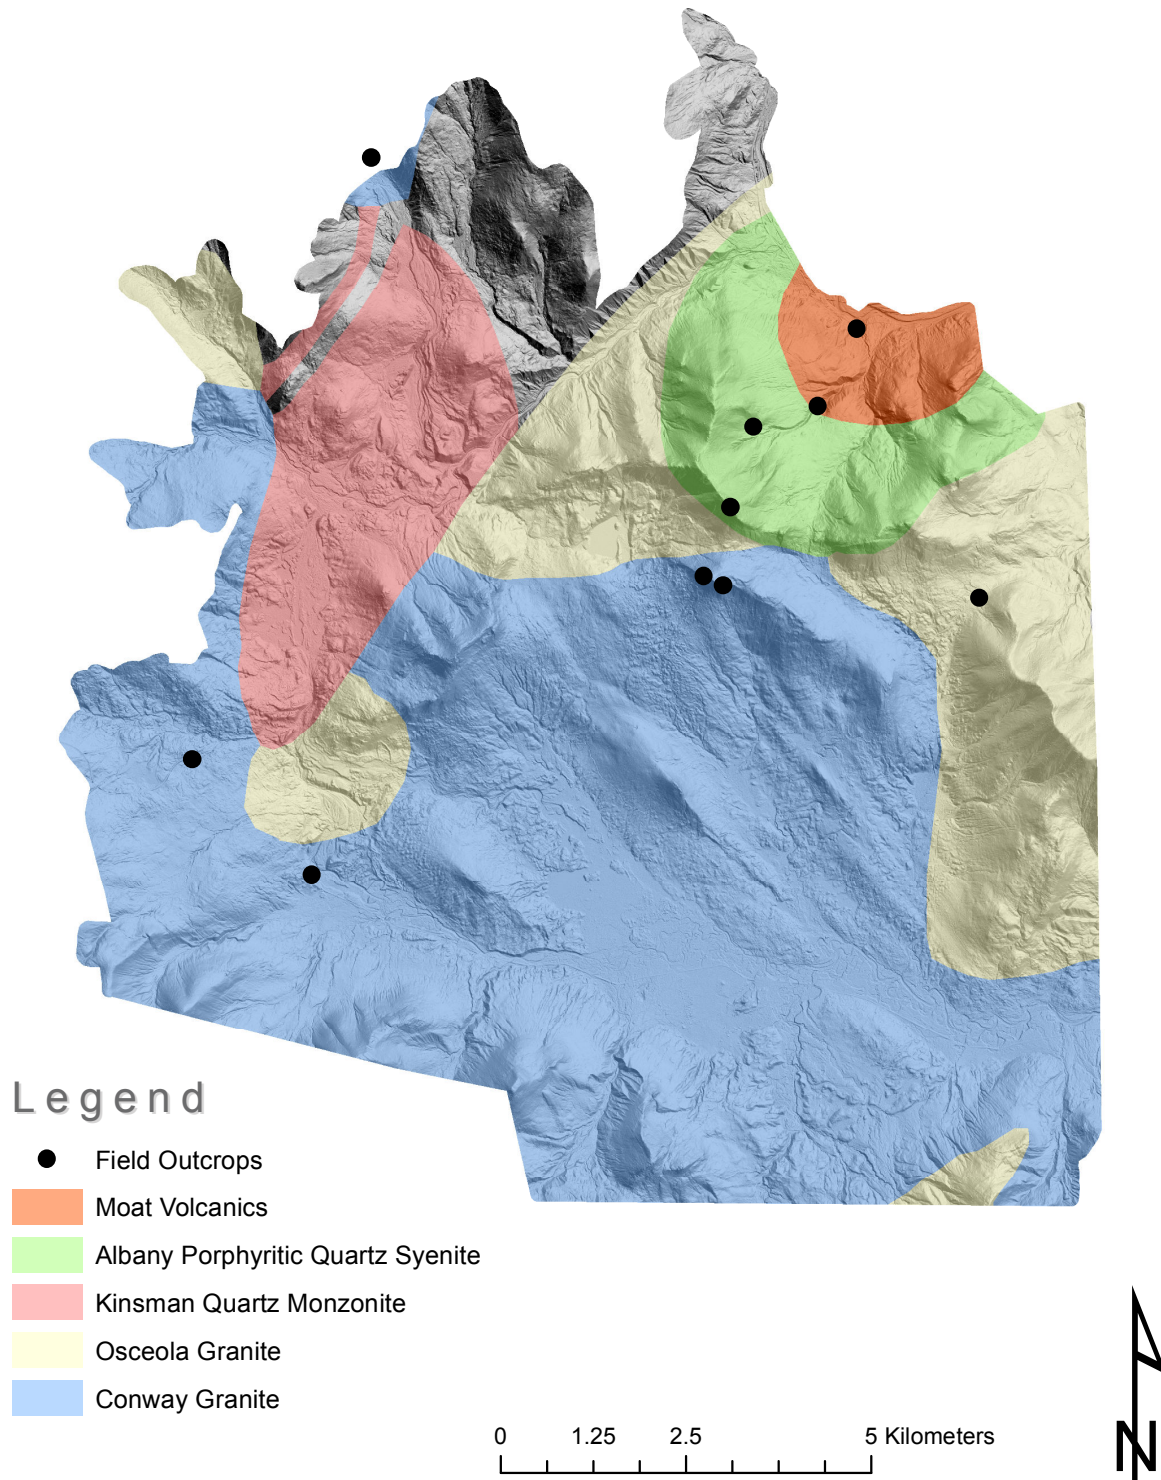 Legend
Field Outcrops
Moat Volcanics
Albany Porphyritic Quartz Syenite
Kinsman Quartz Monzonite
Osceola Granite
Conway Granite
0 1.25 2.5 5 Kilometers
N